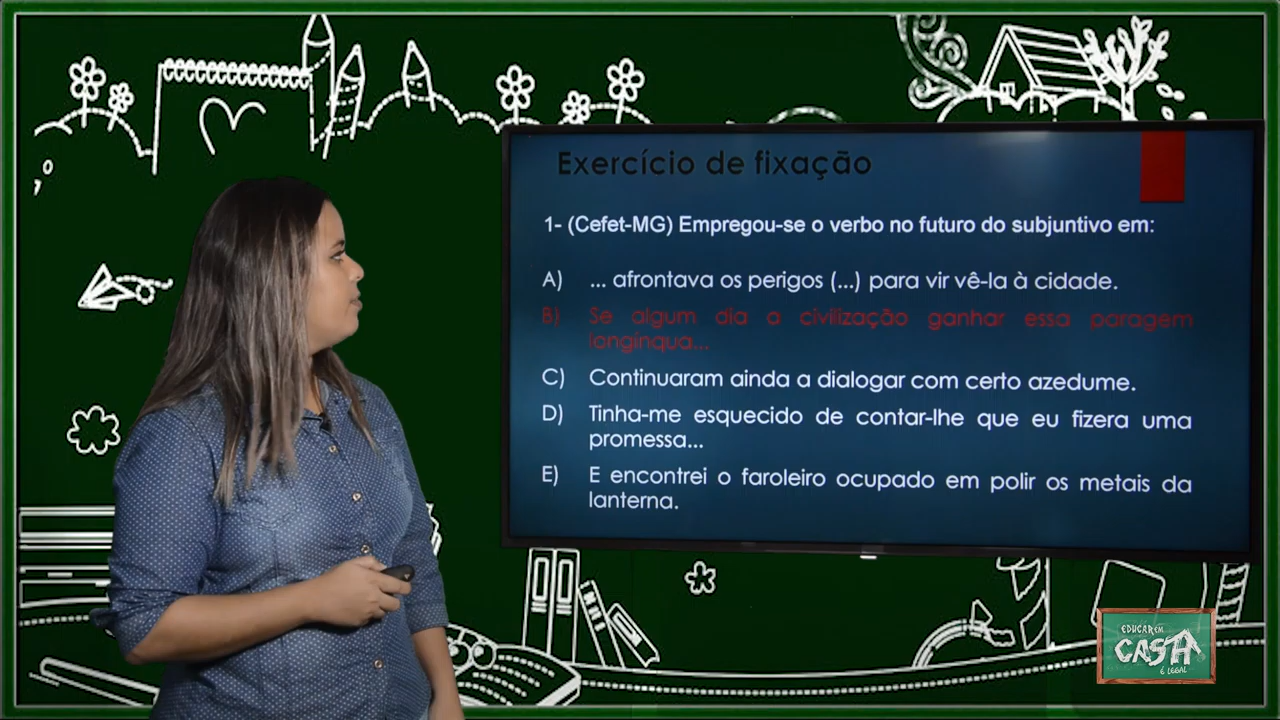 Exercício de fixação
1- (Cefet-MG) Empregou-se o verbo no futuro do subjuntivo em:
A) ... afrontava os perigos (...) para vir vê-la à cidade.
B) Se algum dia a civilização ganhar essa paragem
longínqua...
C) Continuaram ainda a dialogar com certo azedume.
D) Tinha-me esquecido de contar-lhe que eu fizera uma
promessa...
E) E encontrei o faroleiro ocupado em polir os metais da
lanterna.
EDUCAR EM
CASA
É LEGAL